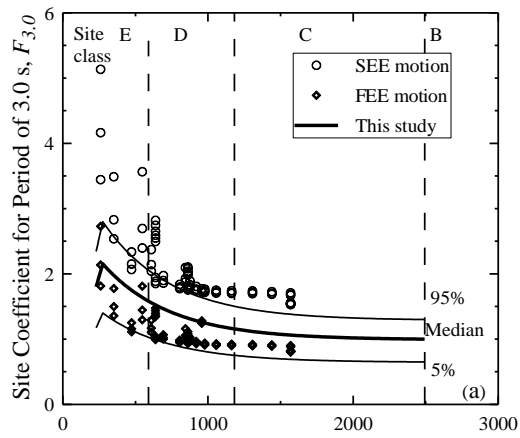 Site Coefficient for Period of 3.0 s, F3.0
6
4
2
0
Site
class
E
D
C
B
SEE motion
FEE motion
This study
95%
Median
5%
(a)
0
1000
2000
3000